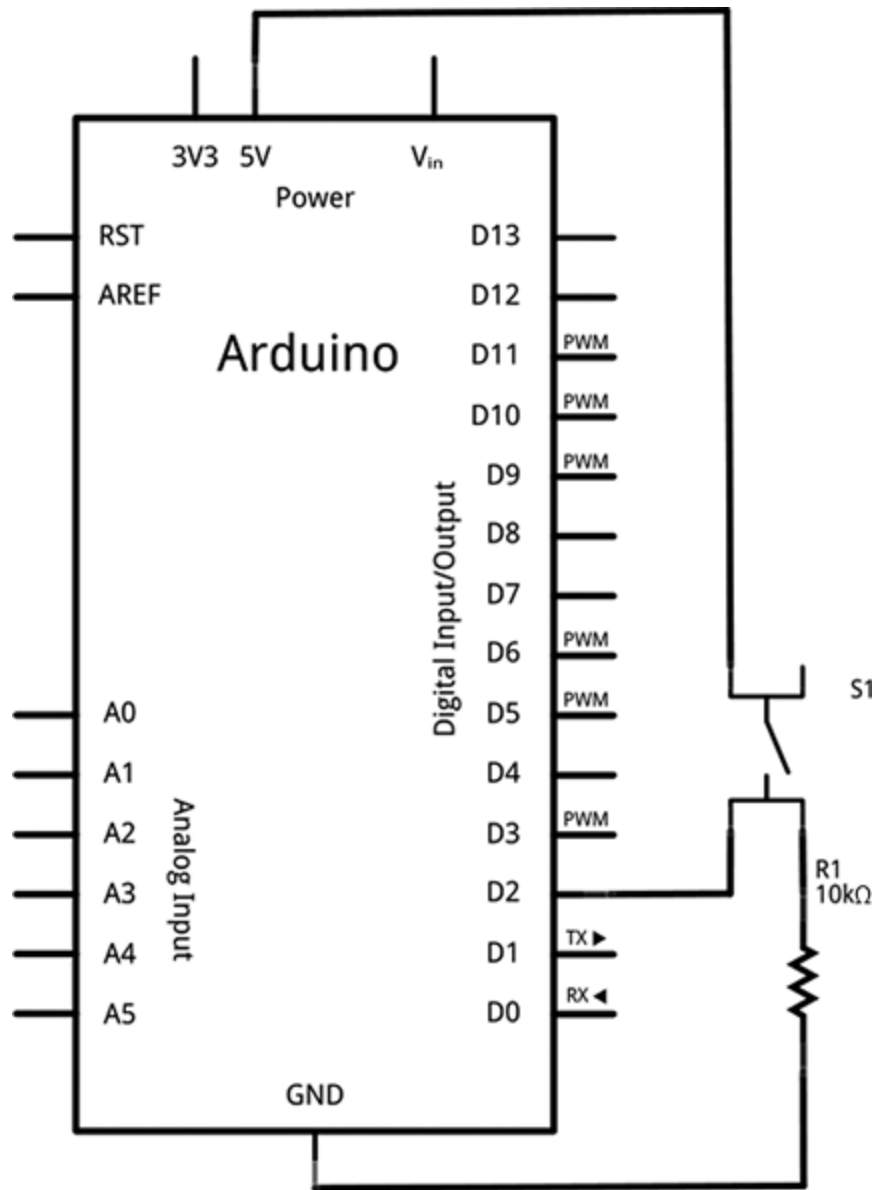 3V3 5V Vin
Power
RST D13
AREF D12
Arduino
D11 PWM
D10 PWM
D9 PWM
D8
D7
D6 PWM
Digital Input/Output
S1
A0 D5 PWM
A1 D4
A2 D3 PWM
Analog Input
R1
10kΩ
A3 D2
A4 D1 TX ▶
A5 D0 RX ◀
GND